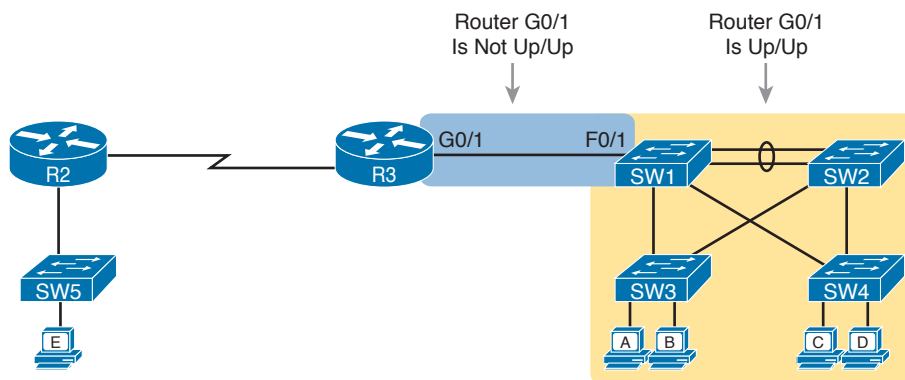 Router G0/1
Is Not Up/Up
Router G0/1
Is Up/Up
G0/1
F0/1
R2
R3
SW1
SW2
SW5
SW3
SW4
E
A
B
C
D